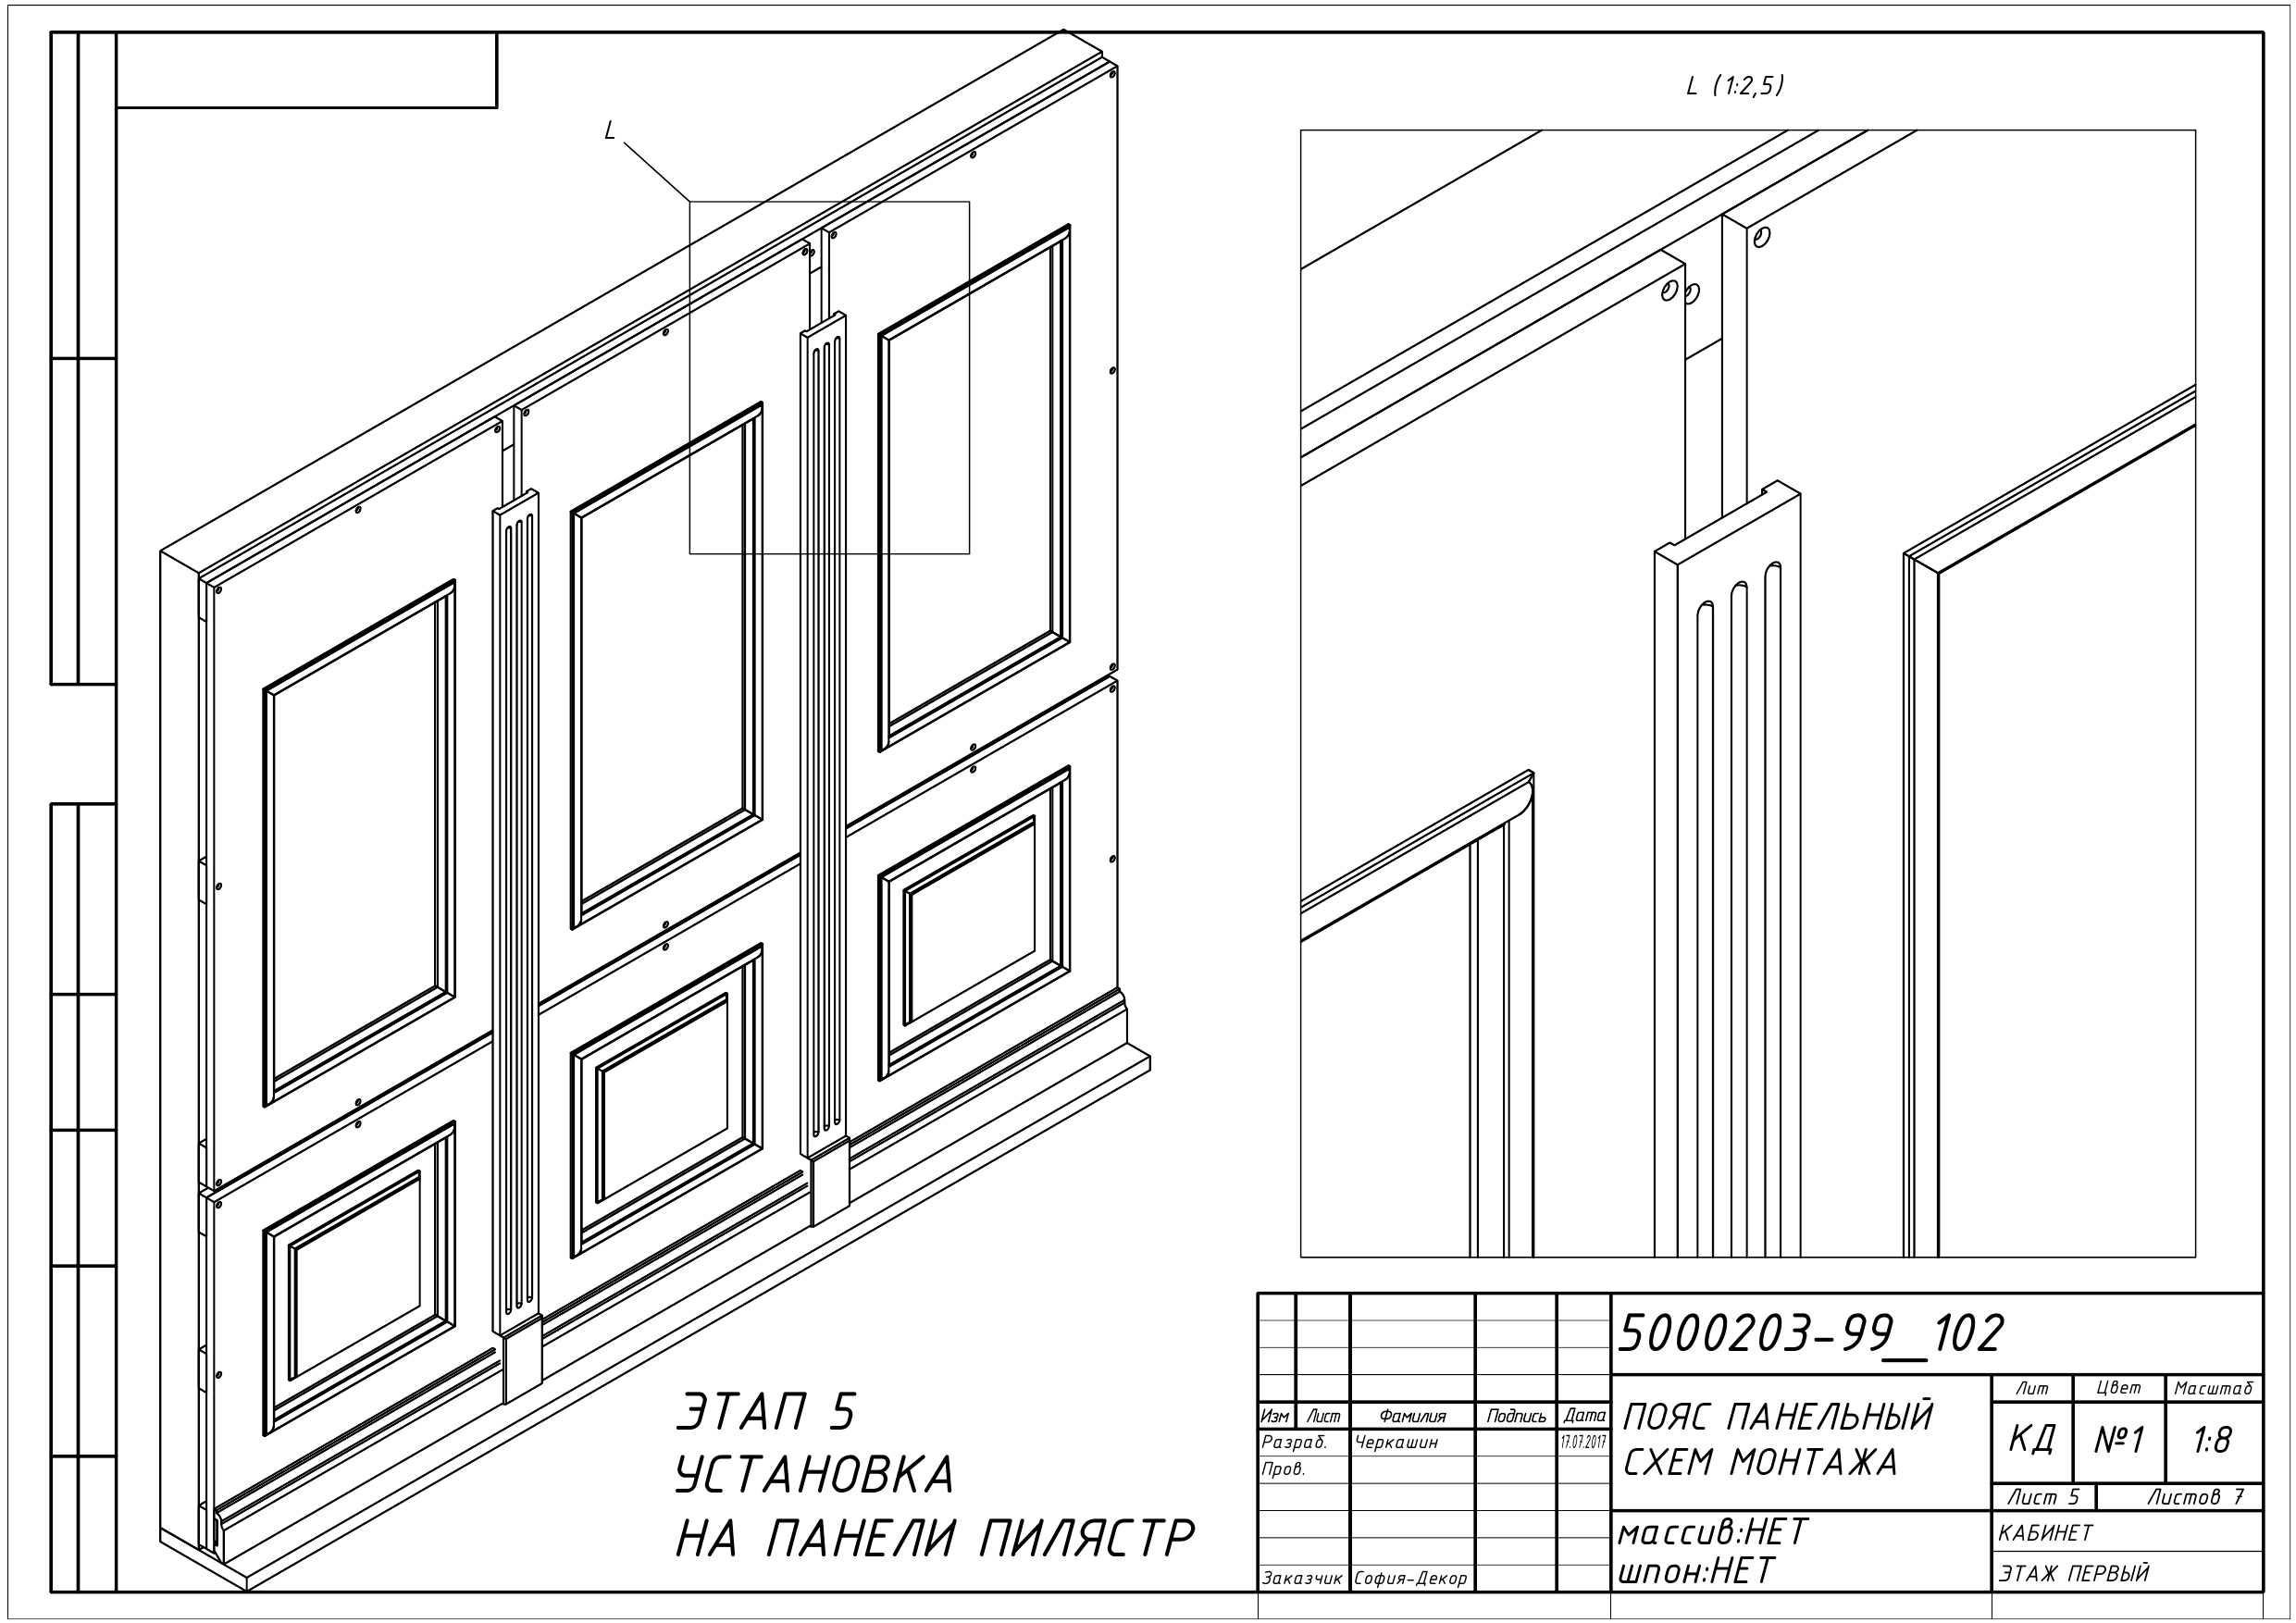 L
L (1:2,5)
ЭТАП 5
УСТАНОВКА
НА ПАНЕЛИ ПИЛЯСТР
5000203-99__102
ПОЯС ПАНЕЛЬНЫЙ
СХЕМ МОНТАЖА
Лит Цвет Масштаб
КД №1 1:8
Лист 5 Листов 7
Изм Лист Фамилия Подпись Дата
Разраб. Черкашин 17.07.2017
Пров.
Заказчик София-Декор
массив:НЕТ
шпон:НЕТ
КАБИНЕТ
ЭТАЖ ПЕРВЫЙ